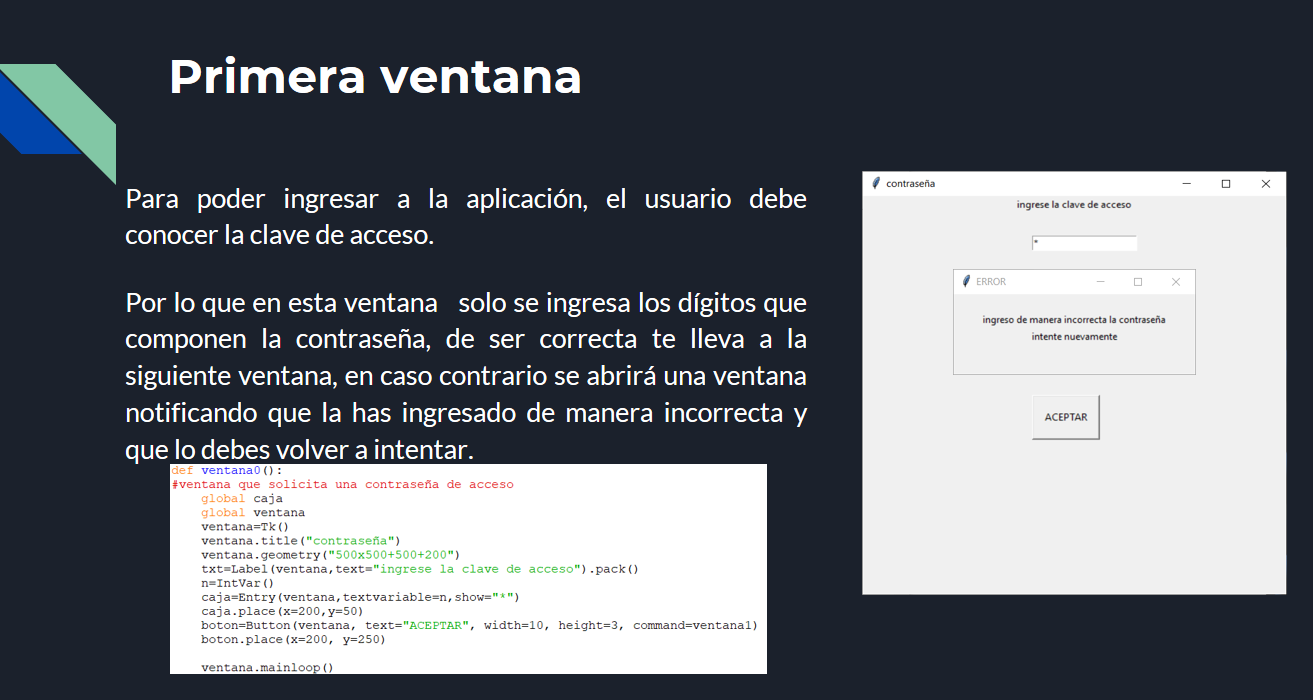 Primera ventana
Para poder ingresar a la aplicación, el usuario debe
conocer la clave de acceso.
Por lo que en esta ventana solo se ingresa los dígitos que
componen la contraseña, de ser correcta te lleva a la
siguiente ventana, en caso contrario se abrirá una ventana
notificando que la has ingresado de manera incorrecta y
que lo debes volver a intentar.
def ventana0():
#ventana que solicita una contraseña de acceso
    global caja
    global ventana
    ventana=Tk()
    ventana.title("contraseña")
    ventana.geometry("500x500+500+200")
    txt=Label(ventana,text="ingrese la clave de acceso").pack()
    n=IntVar()
    caja=Entry(ventana,textvariable=n,show="*")
    caja.place(x=200,y=50)
    boton=Button(ventana, text="ACEPTAR", width=10, height=3, command=ventana1)
    boton.place(x=200, y=250)
    ventana.mainloop()
contraseña
ingrese la clave de acceso
*
ERROR
ingreso de manera incorrecta la contraseña
intente nuevamente
ACEPTAR